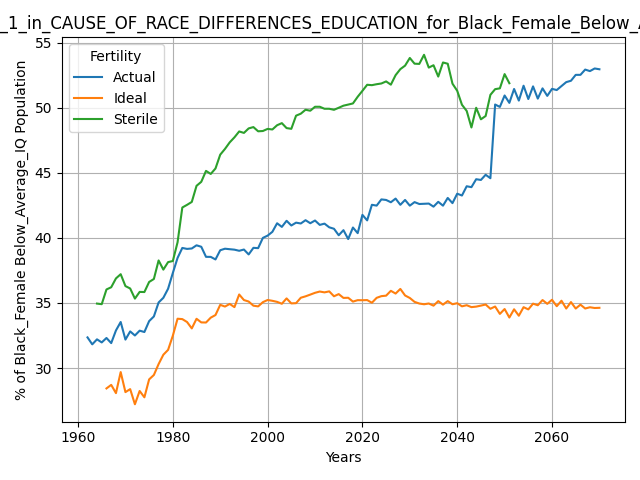 _1_in_CAUSE_OF_RACE_DIFFERENCES_EDUCATION_for_Black_Female_Below_
Fertility
Actual
Ideal
Sterile
% of Black_Female Below_Average_IQ Population
55
50
45
40
35
30
1960 1980 2000 2020 2040 2060
Years